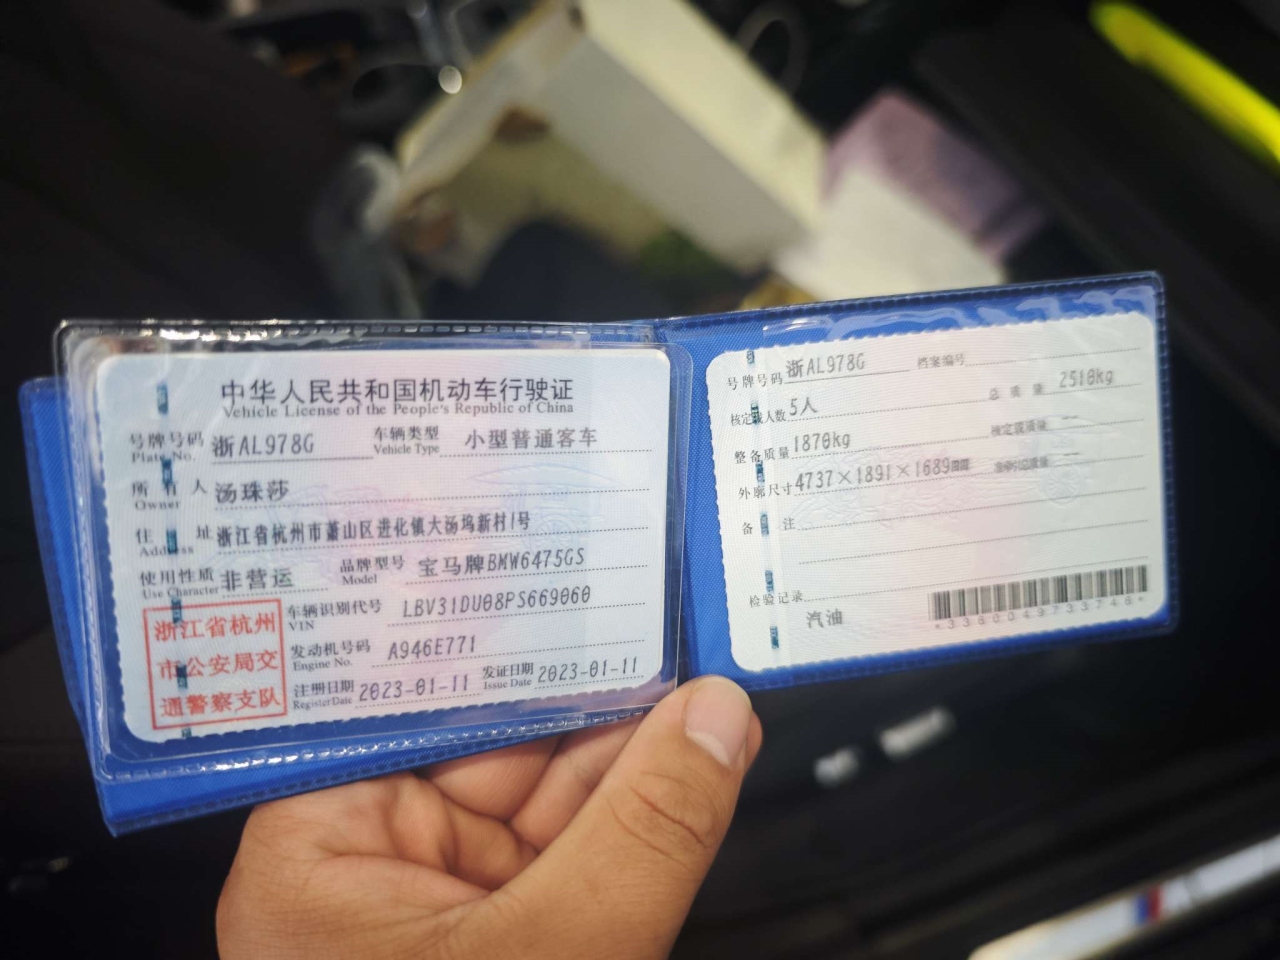 中华人民共和国机动车行驶证
Vehicle License of the People's Republic of China
号牌号码 浙AL978G 车辆类型 小型普通客车
Plate No. Vehicle Type
所有人 汤珠莎
Owner
住址 浙江省杭州市萧山区进化镇大汤坞新村1号
Address
使用性质 非营运 品牌型号 宝马牌BMW6475GS
Use Character Model
浙江省杭州
市公安局交
通警察支队
车辆识别代号 LBV31DU08PS669060
VIN
发动机号码 A946E771
Engine No.
注册日期 2023-01-11 发证日期 2023-01-11
Register Date Issue Date
号牌号码 浙AL978G 档案编号
核定载人数 5人 总质量 2510kg
整备质量 1870kg 核定载质量 --
外廓尺寸 4737×1891×1689mm 准牵引总质量 --
备注
检验记录
汽油
*3380049733748*